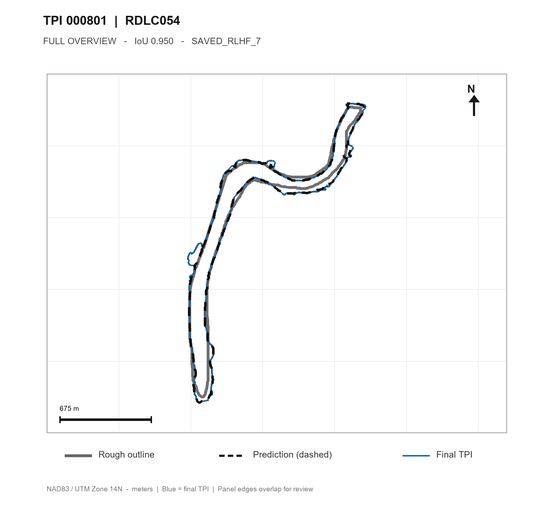 TPI 000801 | RDLC054
FULL OVERVIEW - IoU 0.950 - SAVED_RLHF_7
N
675 m
Rough outline
Prediction (dashed)
Final TPI
NAD83 / UTM Zone 14N - meters | Blue = final TPI | Panel edges overlap for review